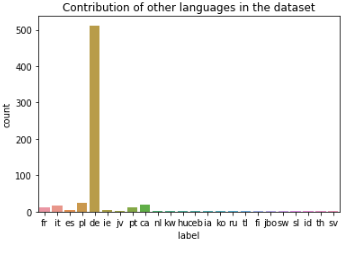 Contribution of other languages in the dataset
500
400
300
200
100
0
count
fr it es pl de ie jv pt ca nl kw hu ceb ia ko ru tl fi jbo sw sl id th sv
label